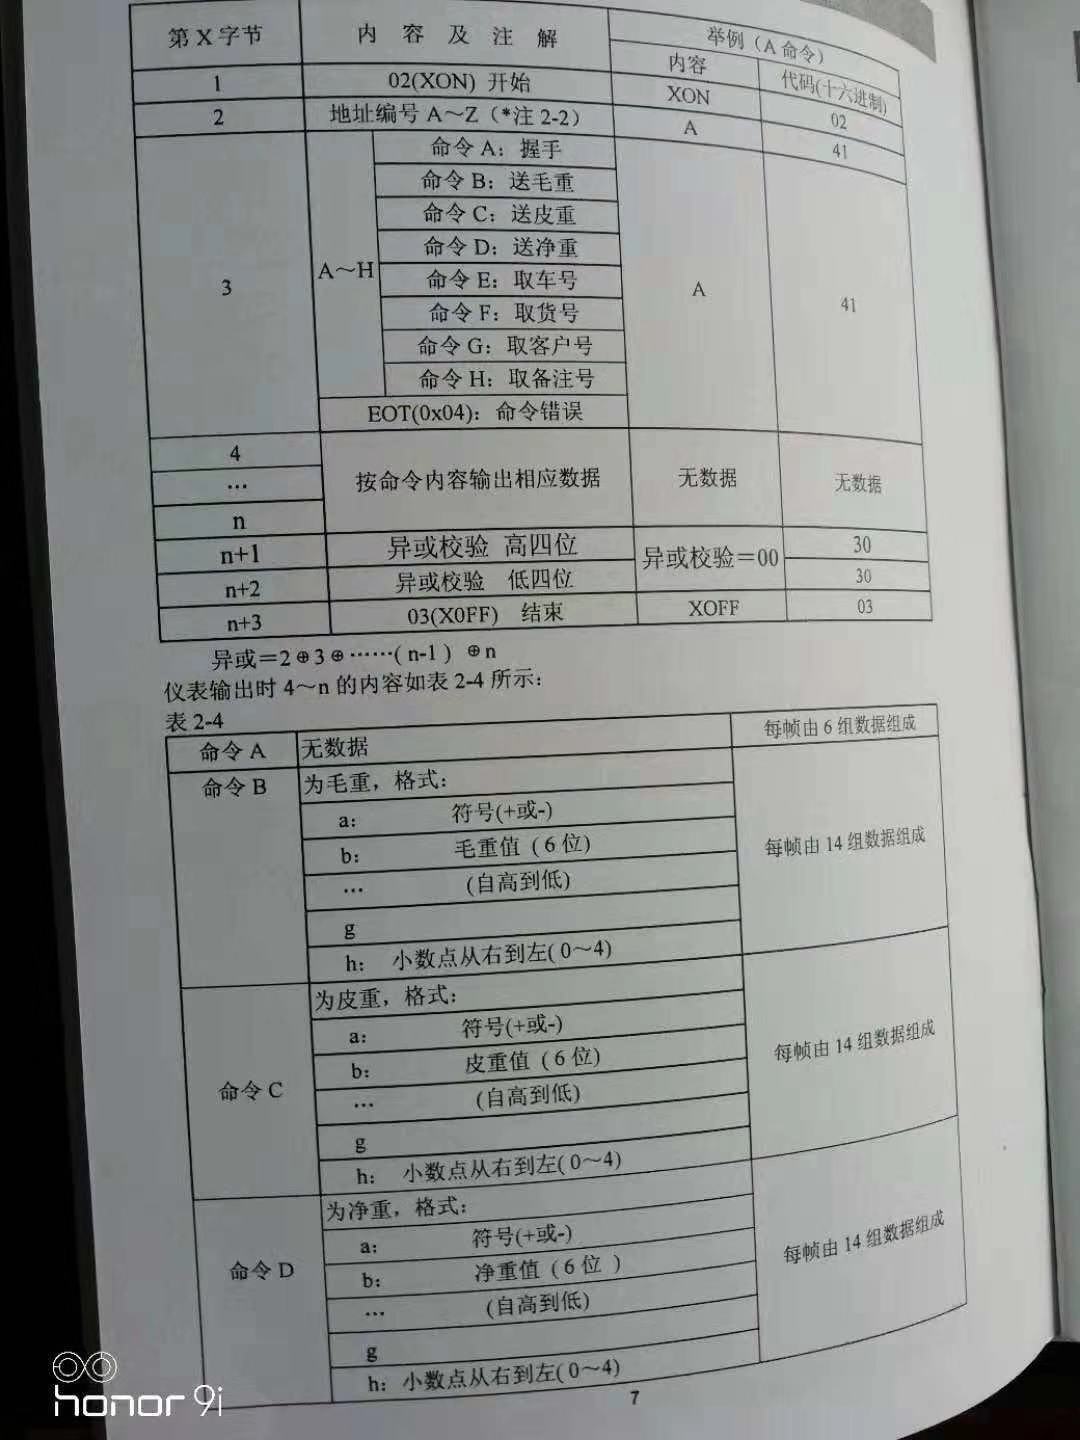 第 X 字节 内 容 及 注 解 举例（A 命令）
内容 代码(十六进制)
1 02(XON) 开始 XON 02
2 地址编号 A～Z（*注 2-2） A 41
3 A～H 命令 A：握手 A 41
命令 B：送毛重
命令 C：送皮重
命令 D：送净重
命令 E：取车号
命令 F：取货号
命令 G：取客户号
命令 H：取备注号
EOT(0x04)：命令错误
4 按命令内容输出相应数据 无数据 无数据
…
n
n+1 异或校验 高四位 异或校验＝00 30
n+2 异或校验 低四位 30
n+3 03(X0FF) 结束 XOFF 03
异或＝2⊕3⊕……( n-1 ) ⊕n
仪表输出时 4～n 的内容如表 2-4 所示：
表 2-4
命令 A 无数据 每帧由 6 组数据组成
命令 B 为毛重，格式： 每帧由 14 组数据组成
a： 符号(+或-)
b： 毛重值（6 位)
… (自高到低)
g
h： 小数点从右到左( 0～4)
命令 C 为皮重，格式： 每帧由 14 组数据组成
a： 符号(+或-)
b： 皮重值（6 位)
… (自高到低)
g
h： 小数点从右到左( 0～4)
命令 D 为净重，格式： 每帧由 14 组数据组成
a： 符号(+或-)
b： 净重值（6 位 )
… (自高到低)
g
h：小数点从右到左( 0～4)
7
honor 9i